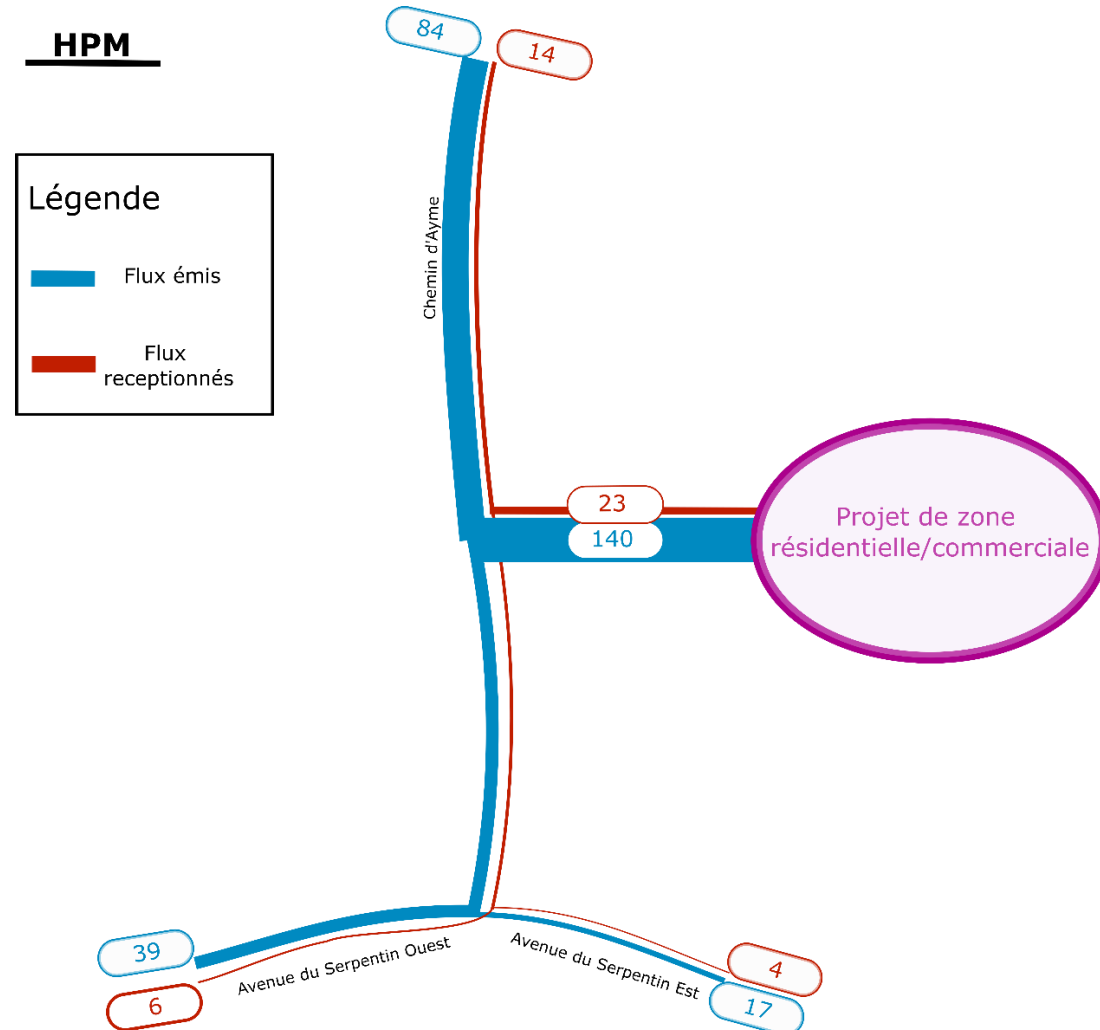 HPM
84
14
Légende
Flux émis
Flux
receptionnés
Chemin d'Ayme
23
140
Projet de zone
résidentielle/commerciale
39
6
Avenue du Serpentin Ouest
Avenue du Serpentin Est
4
17